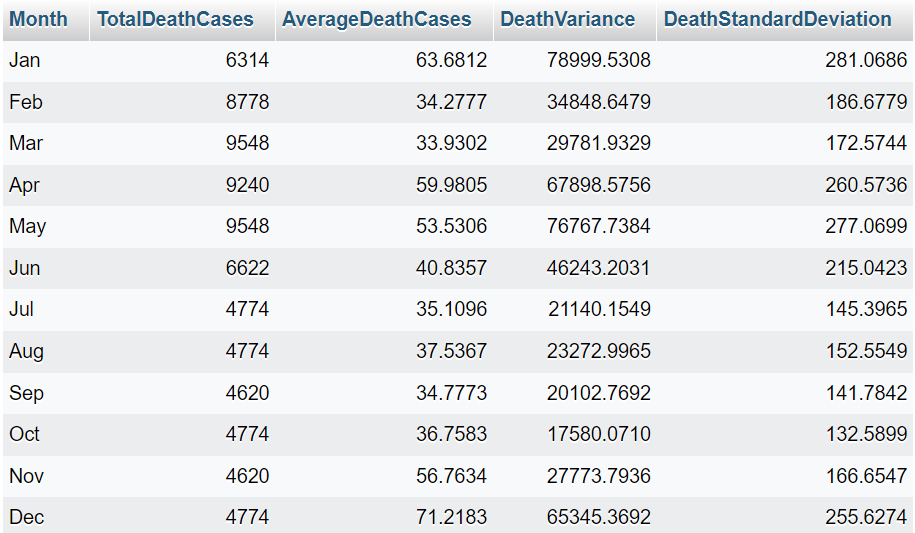 Month TotalDeathCases AverageDeathCases DeathVariance DeathStandardDeviation
Jan 6314 63.6812 78999.5308 281.0686
Feb 8778 34.2777 34848.6479 186.6779
Mar 9548 33.9302 29781.9329 172.5744
Apr 9240 59.9805 67898.5756 260.5736
May 9548 53.5306 76767.7384 277.0699
Jun 6622 40.8357 46243.2031 215.0423
Jul 4774 35.1096 21140.1549 145.3965
Aug 4774 37.5367 23272.9965 152.5549
Sep 4620 34.7773 20102.7692 141.7842
Oct 4774 36.7583 17580.0710 132.5899
Nov 4620 56.7634 27773.7936 166.6547
Dec 4774 71.2183 65345.3692 255.6274